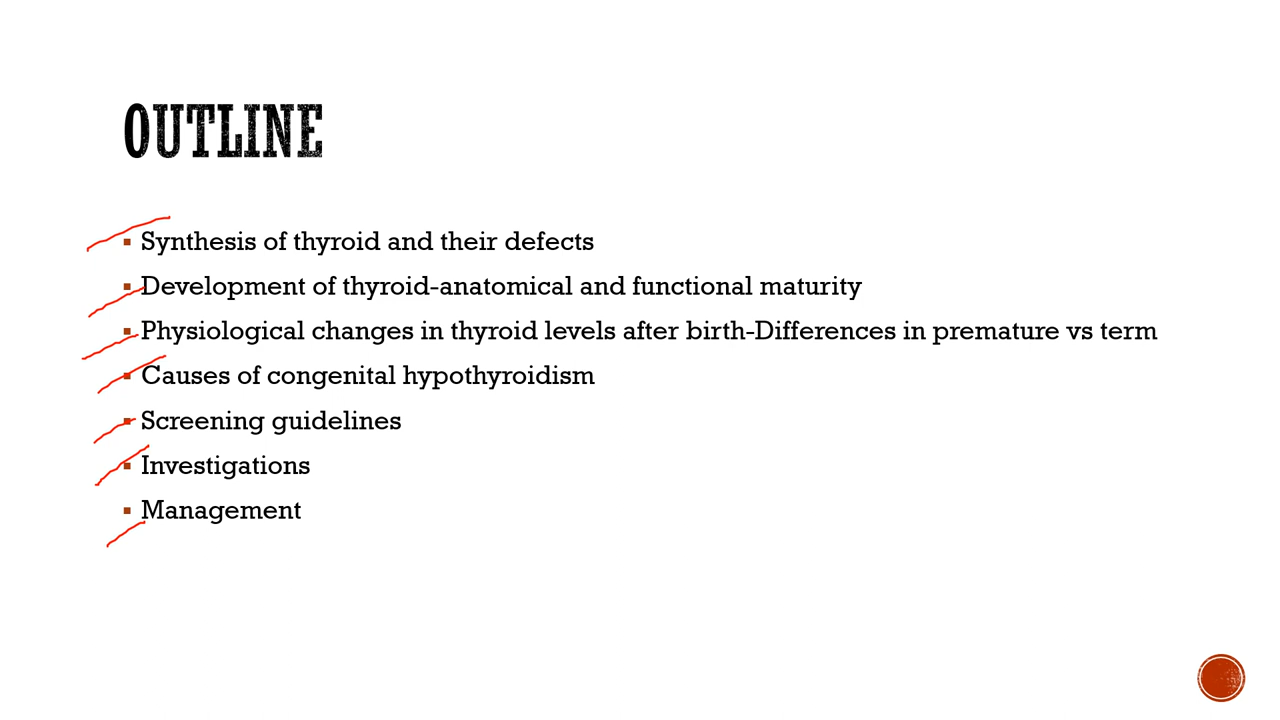 OUTLINE
Synthesis of thyroid and their defects
Development of thyroid-anatomical and functional maturity
Physiological changes in thyroid levels after birth-Differences in premature vs term
Causes of congenital hypothyroidism
Screening guidelines
Investigations
Management